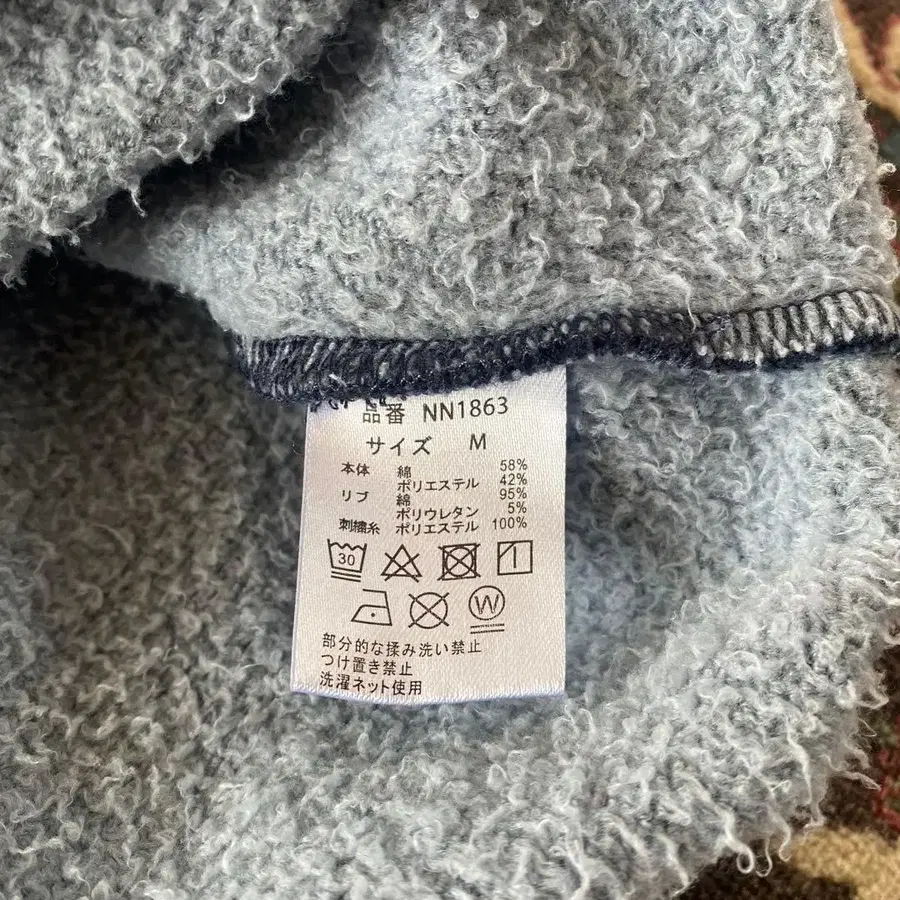 品番 NN1863
サイズ M
本体 綿 58%
ポリエステル 42%
リブ 綿 95%
ポリウレタン 5%
刺繍糸 ポリエステル 100%
30
W
部分的な揉み洗い禁止
つけ置き禁止
洗濯ネット使用